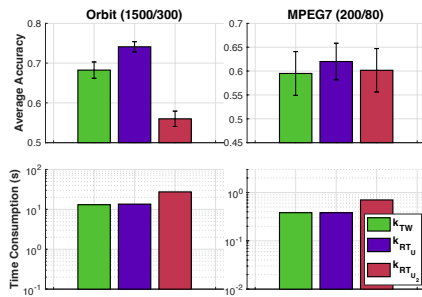 Orbit (1500/300)
MPEG7 (200/80)
Average Accuracy
0.8
0.7
0.6
0.5
0.7
0.65
0.6
0.55
0.5
0.45
Time Consumption (s)
10²
10¹
10⁰
10⁻¹
10⁰
10⁻¹
10⁻²
k_TW
k_RT_U
k_RT_U₂